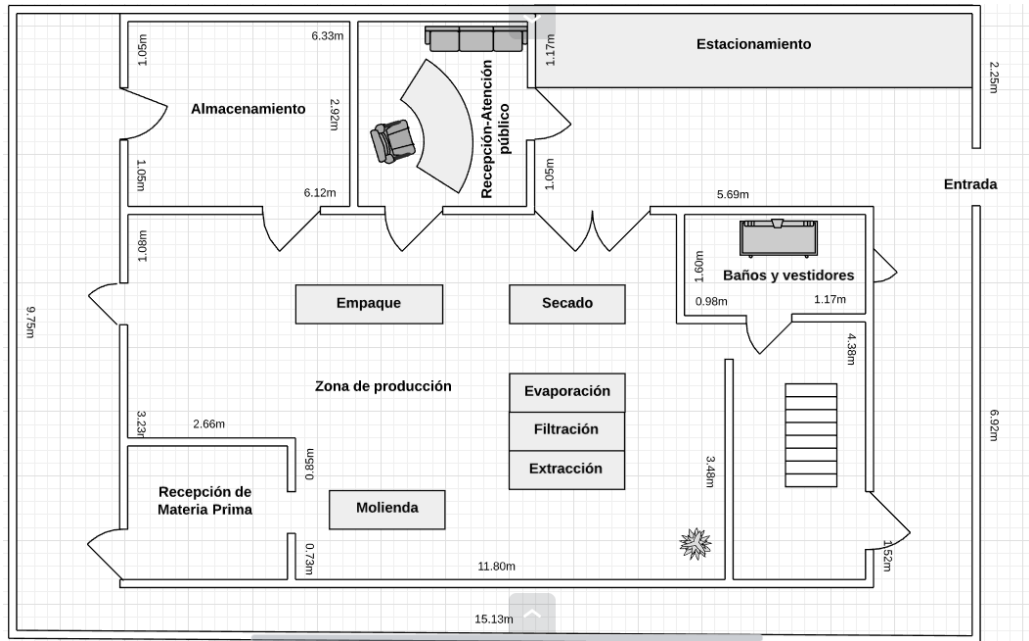 6.33m
1.05m
1.17m
Estacionamiento
2.25m
Almacenamiento
2.92m
Recepción-Atención
público
1.05m
6.12m
1.05m
5.69m
Entrada
1.08m
1.60m
Baños y vestidores
0.98m
1.17m
Empaque
Secado
9.75m
4.38m
Zona de producción
Evaporación
3.23m
2.66m
Filtración
6.92m
0.85m
3.48m
Extracción
Recepción de
Materia Prima
Molienda
0.73m
11.80m
1.52m
15.13m